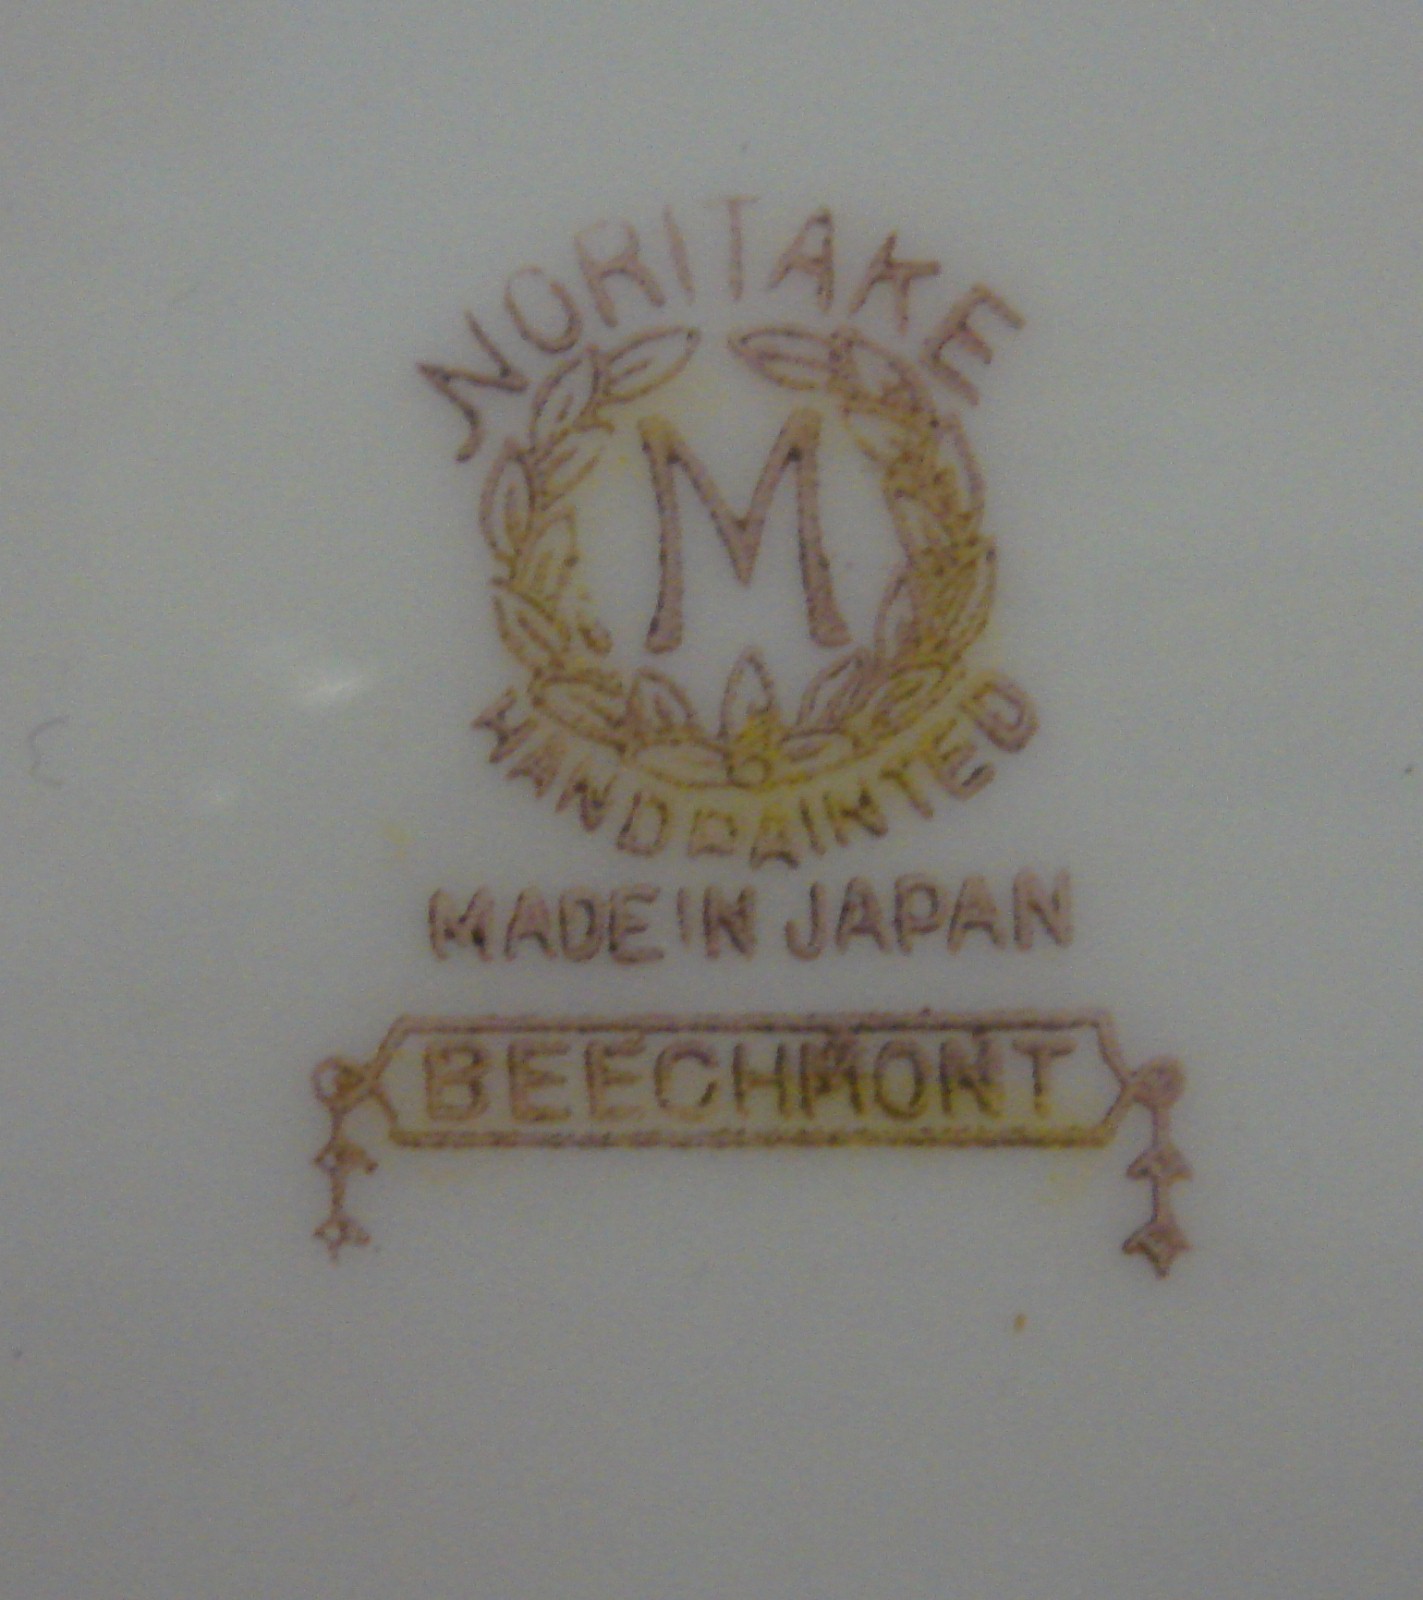 NORITAKE
M
HANDPAINTED
MADE IN JAPAN
BEECHMONT